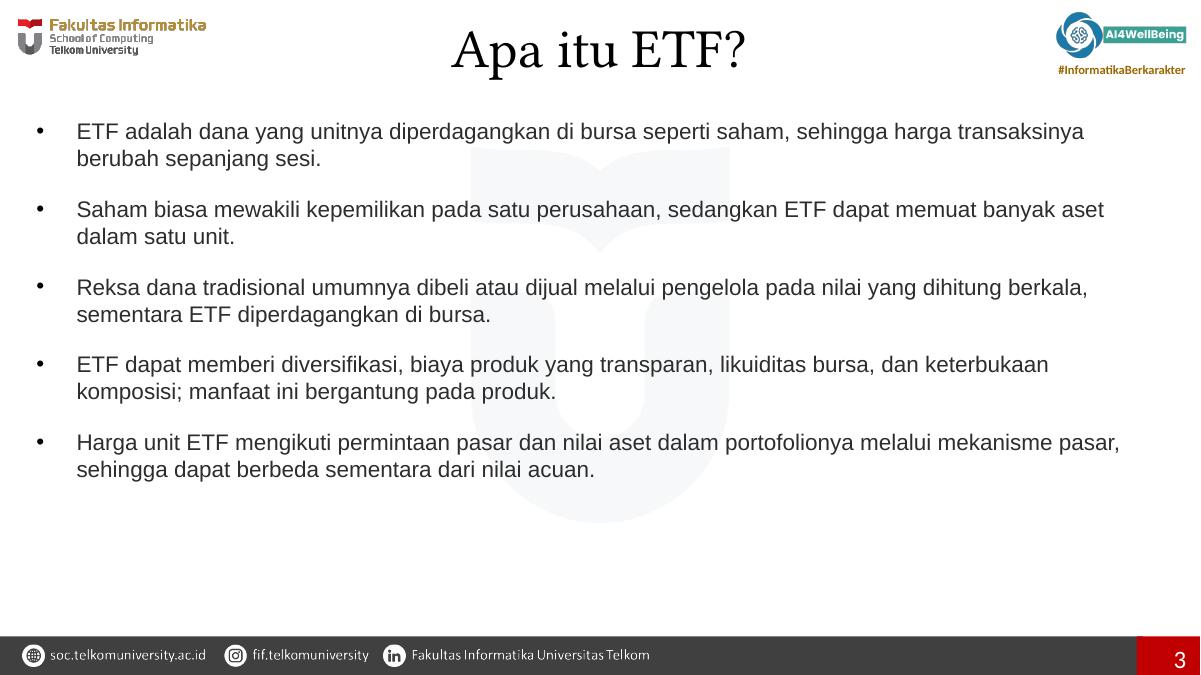 Fakultas Informatika
School of Computing
Telkom University
Apa itu ETF?
AI4WellBeing
#InformatikaBerkarakter
• ETF adalah dana yang unitnya diperdagangkan di bursa seperti saham, sehingga harga transaksinya
berubah sepanjang sesi.
• Saham biasa mewakili kepemilikan pada satu perusahaan, sedangkan ETF dapat memuat banyak aset
dalam satu unit.
• Reksa dana tradisional umumnya dibeli atau dijual melalui pengelola pada nilai yang dihitung berkala,
sementara ETF diperdagangkan di bursa.
• ETF dapat memberi diversifikasi, biaya produk yang transparan, likuiditas bursa, dan keterbukaan
komposisi; manfaat ini bergantung pada produk.
• Harga unit ETF mengikuti permintaan pasar dan nilai aset dalam portofolionya melalui mekanisme pasar,
sehingga dapat berbeda sementara dari nilai acuan.
soc.telkomuniversity.ac.id fif.telkomuniversity in Fakultas Informatika Universitas Telkom
3